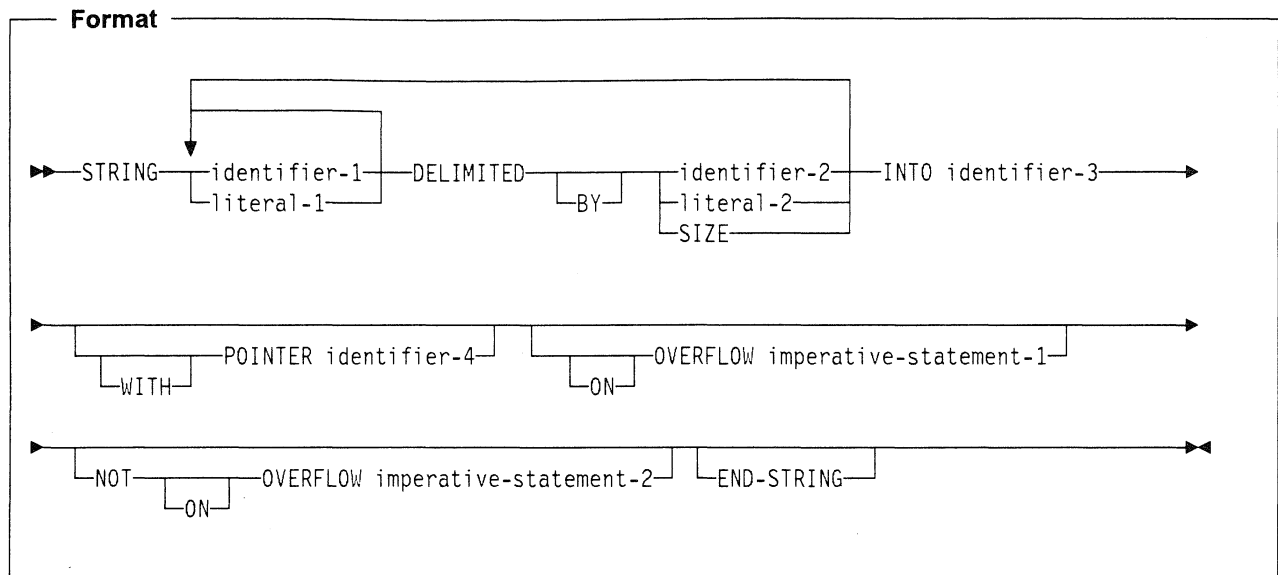 Format
STRING identifier-1 DELIMITED identifier-2 INTO identifier-3
literal-1 BY literal-2
SIZE
POINTER identifier-4 OVERFLOW imperative-statement-1
WITH ON
NOT OVERFLOW imperative-statement-2 END-STRING
ON